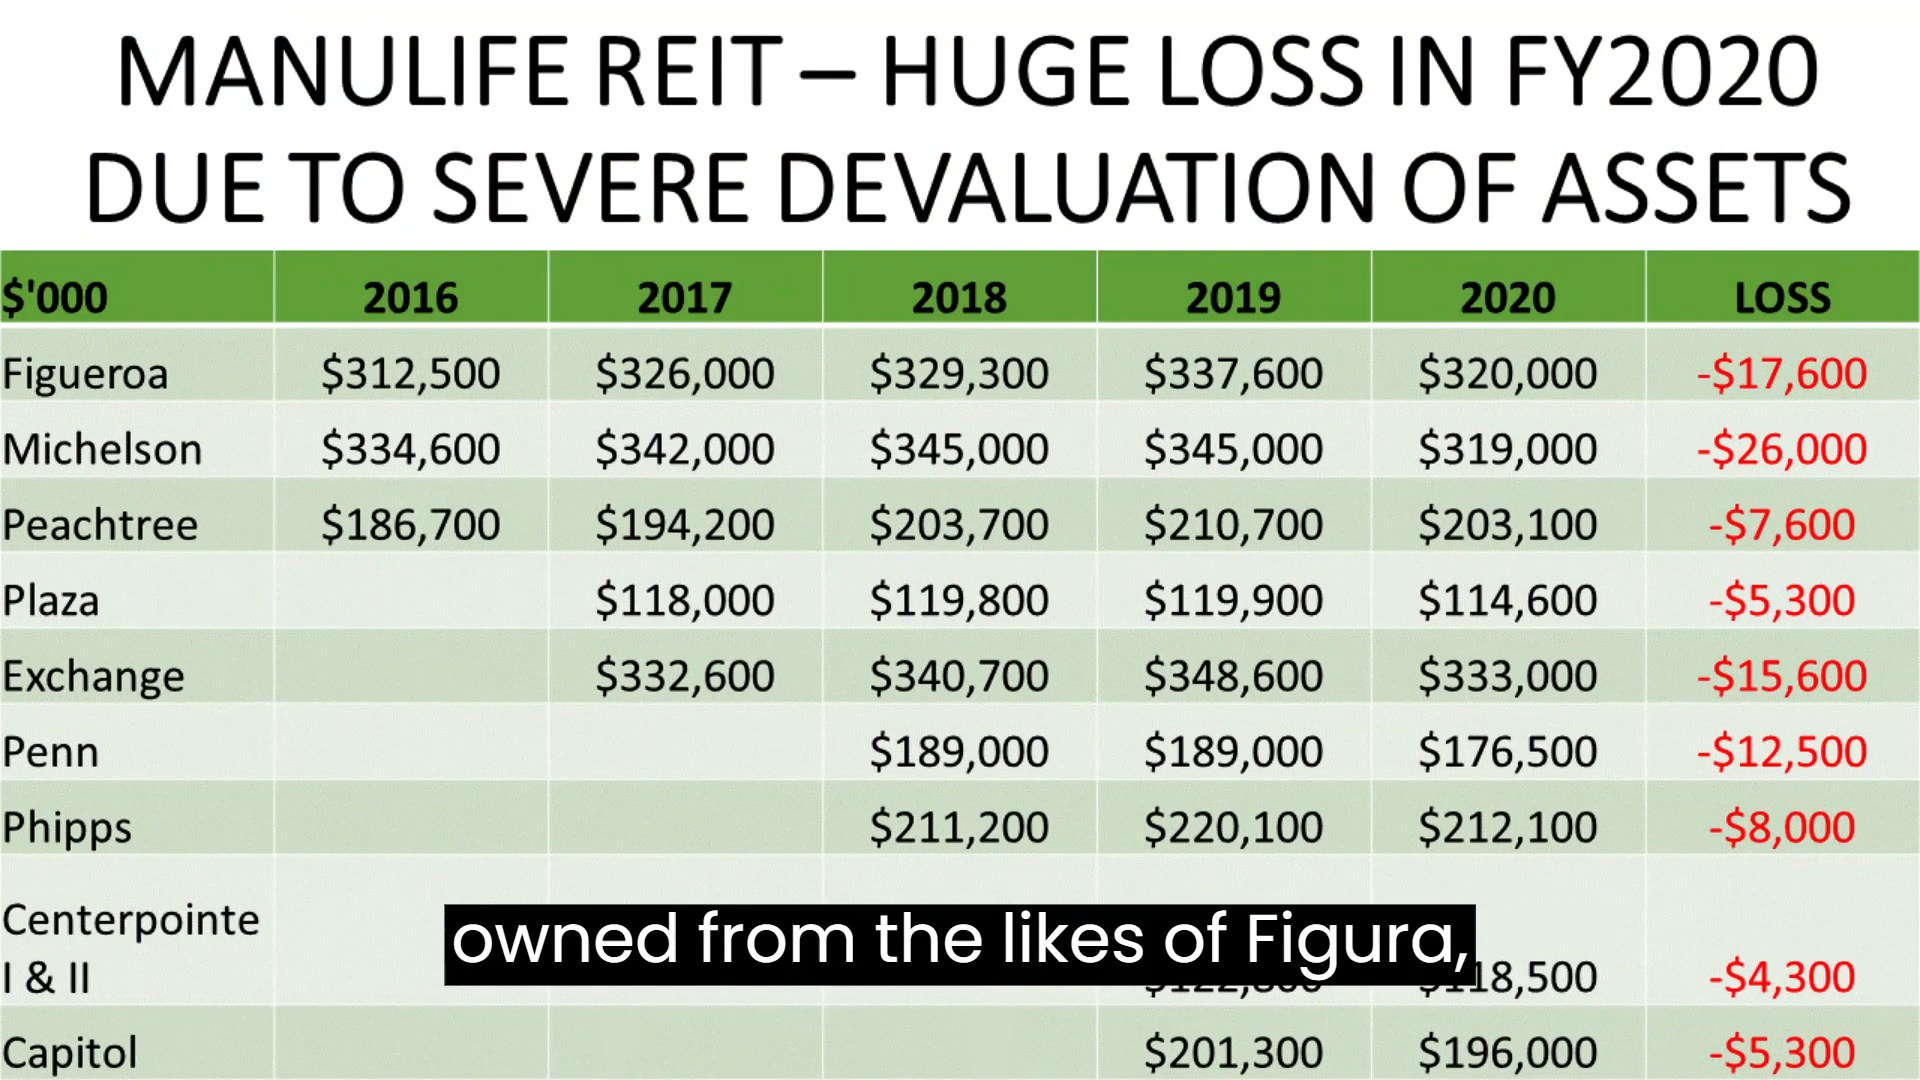 MANULIFE REIT – HUGE LOSS IN FY2020
DUE TO SEVERE DEVALUATION OF ASSETS
$'000 2016 2017 2018 2019 2020 LOSS
Figueroa $312,500 $326,000 $329,300 $337,600 $320,000 -$17,600
Michelson $334,600 $342,000 $345,000 $345,000 $319,000 -$26,000
Peachtree $186,700 $194,200 $203,700 $210,700 $203,100 -$7,600
Plaza $118,000 $119,800 $119,900 $114,600 -$5,300
Exchange $332,600 $340,700 $348,600 $333,000 -$15,600
Penn $189,000 $189,000 $176,500 -$12,500
Phipps $211,200 $220,100 $212,100 -$8,000
Centerpointe
I & II -$4,300
owned from the likes of Figura,
Capitol $201,300 $196,000 -$5,300